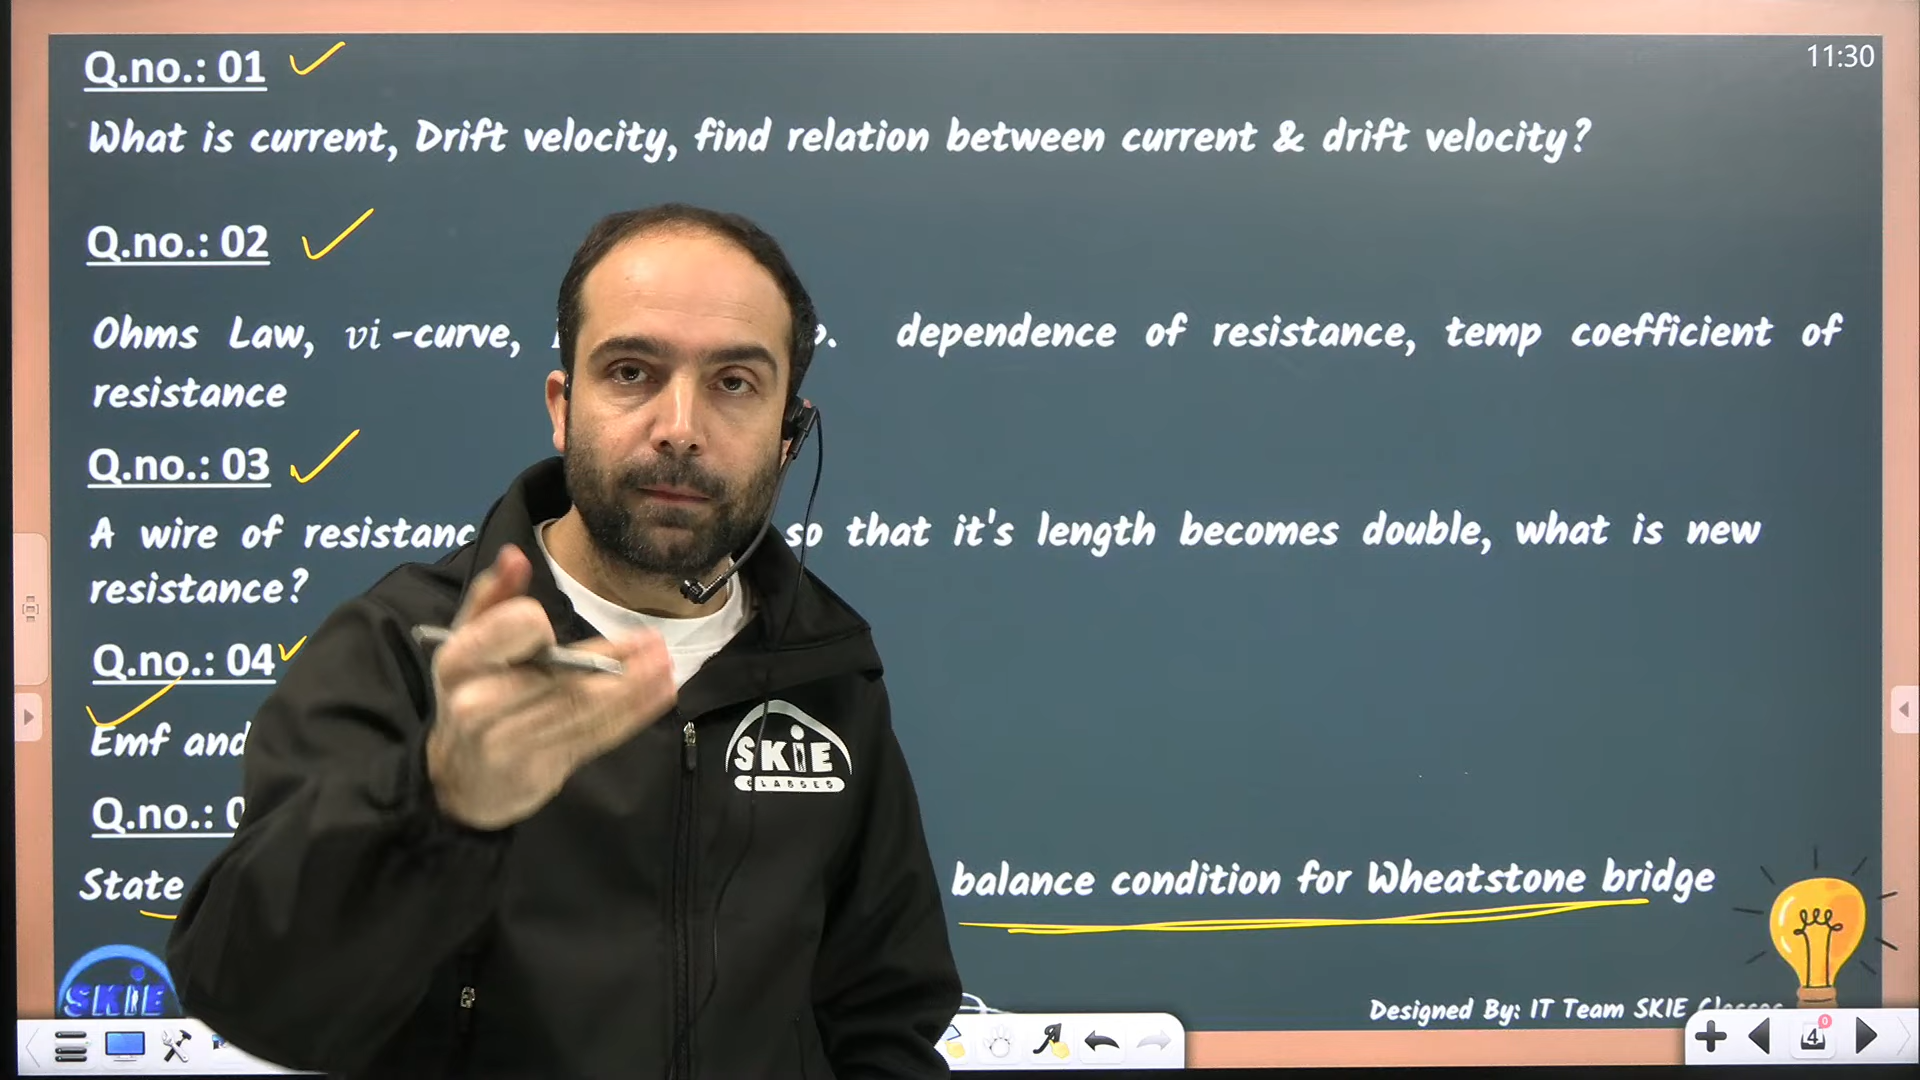 Q.no.: 01
11:30
What is current, Drift velocity, find relation between current & drift velocity?
Q.no.: 02
Ohms Law, vi-curve, dependence of resistance, temp coefficient of
resistance
Q.no.: 03
A wire of so that it's length becomes double, what is new
resistance?
Q.no.: 04
Emf and
Q.no.:
State balance condition for Wheatstone bridge
SKIE
CLASSES
SKIE
Designed By: IT Team SKIE Classes
4
0